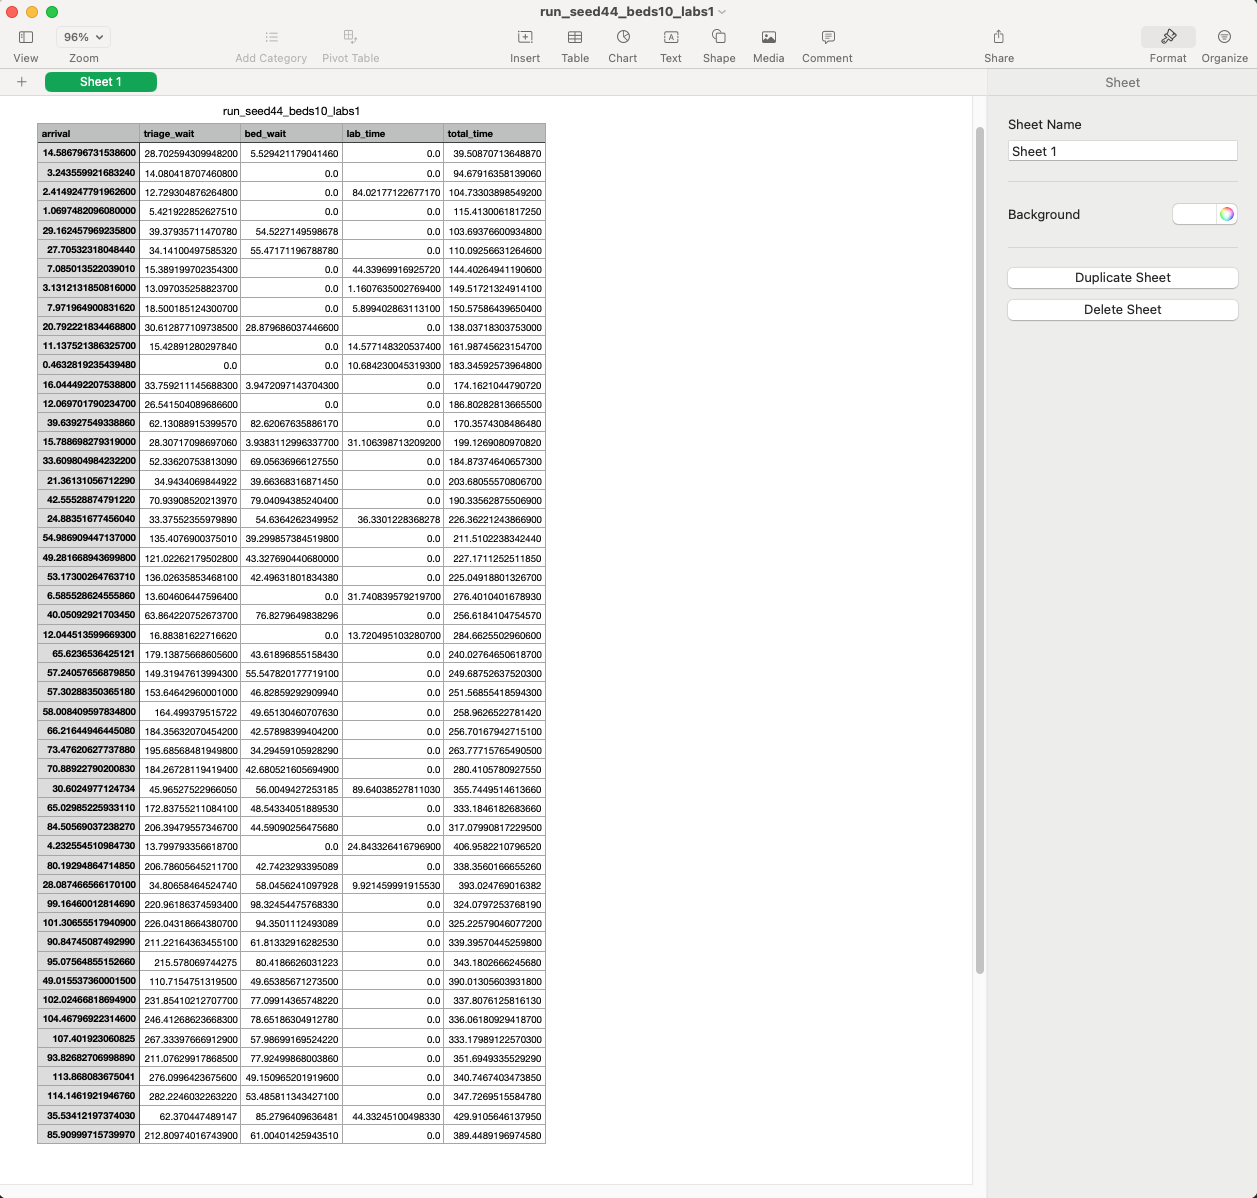 run_seed44_beds10_labs1
96%
View Zoom Add Category Pivot Table Insert Table Chart Text Shape Media Comment Share Format Organize
+ Sheet 1 Sheet
run_seed44_beds10_labs1
arrival triage_wait bed_wait lab_time total_time
14.586796731538600 28.702594309948200 5.529421179041460 0.0 39.50870713648870
3.243559921683240 14.080418707460800 0.0 0.0 94.67916358139060
2.4149247791962600 12.729304876264800 0.0 84.02177122677170 104.73303898549200
1.0697482096080000 5.421922852627510 0.0 0.0 115.4130061817250
29.162457969235800 39.37935711470780 54.5227149598678 0.0 103.69376600934800
27.70532318048440 34.14100497585320 55.47171196788780 0.0 110.09256631264600
7.085013522039010 15.389199702354300 0.0 44.33969916925720 144.40264941190600
3.1312131850816000 13.097035258823700 0.0 1.1607635002769400 149.51721324914100
7.971964900831620 18.500185124300700 0.0 5.899402863113100 150.57586439650400
20.792221834468800 30.612877109738500 28.879686037446600 0.0 138.03718303753000
11.137521386325700 15.42891280297840 0.0 14.577148320537400 161.98745623154700
0.4632819235439480 0.0 0.0 10.684230045319300 183.34592573964800
16.044492207538800 33.759211145688300 3.9472097143704300 0.0 174.1621044790720
12.069701790234700 26.541504089686600 0.0 0.0 186.80282813665500
39.63927549338860 62.13088915399570 82.62067635886170 0.0 170.3574308486480
15.788698279319000 28.30717098697060 3.9383112996337700 31.106398713209200 199.1269080970820
33.609804984232200 52.33620753813090 69.05636966127550 0.0 184.87374640657300
21.36131056712290 34.9434069844922 39.66368316871450 0.0 203.68055570806700
42.55528874791220 70.93908520213970 79.04094385240400 0.0 190.33562875506900
24.88351677456040 33.37552355979890 54.6364262349952 36.3301228368278 226.36221243866900
54.986909447137000 135.4076900375010 39.299857384519800 0.0 211.5102238342440
49.281668943699800 121.02262179502800 43.327690440680000 0.0 227.1711252511850
53.17300264763710 136.02635853468100 42.49631801834380 0.0 225.04918801326700
6.585528624555860 13.604606447596400 0.0 31.740839579219700 276.4010401678930
40.05092921703450 63.864220752673700 76.8279649838296 0.0 256.6184104754570
12.044513599669300 16.88381622716620 0.0 13.720495103280700 284.6625502960600
65.6236536425121 179.13875668605600 43.61896855158430 0.0 240.02764650618700
57.24057656879850 149.31947613994300 55.547820177719100 0.0 249.68752637520300
57.30288350365180 153.64642960001000 46.82859292909940 0.0 251.56855418594300
58.008409597834800 164.499379515722 49.65130460707630 0.0 258.9626522781420
66.21644946445080 184.35632070454200 42.57898399404200 0.0 256.70167942715100
73.47620627737880 195.68568481949800 34.29459105928290 0.0 263.77715765490500
70.88922790200830 184.26728119419400 42.680521605694900 0.0 280.4105780927550
30.6024977124734 45.96527522966050 56.0049427253185 89.64038527811030 355.7449514613660
65.02985225933110 172.83755211084100 48.54334051889530 0.0 333.1846182683660
84.50569037238270 206.39479557346700 44.59090256475680 0.0 317.07990817229500
4.232554510984730 13.799793356618700 0.0 24.843326416796900 406.9582210796520
80.19294864714850 206.78605645211700 42.7423293395089 0.0 338.3560166655260
28.087466566170100 34.80658464524740 58.0456241097928 9.921459991915530 393.024769016382
99.16460012814690 220.96186374593400 98.32454475768330 0.0 324.0797253768190
101.30655517940900 226.04318664380700 94.3501112493089 0.0 325.22579046077200
90.84745087492990 211.22164363455100 61.81332916282530 0.0 339.39570445259800
95.07564855152660 215.578069744275 80.4186626031223 0.0 343.1802666245680
49.015537360001500 110.7154751319500 49.65385671273500 0.0 390.01305603931800
102.02466818694900 231.85410212707700 77.09914365748220 0.0 337.8076125816130
104.46796922314600 246.41268623668300 78.65186304912780 0.0 336.06180929418700
107.401923060825 267.33397666912900 57.98699169524220 0.0 333.17989122570300
93.82682706998890 211.07629917868500 77.92499868003860 0.0 351.6949335529290
113.868083675041 276.0996423675600 49.150965201919600 0.0 340.7467403473850
114.1461921946760 282.2246032263220 53.485811343427100 0.0 347.7269515584780
35.53412197374030 62.370447489147 85.2796409636481 44.33245100498330 429.9105646137950
85.90999715739970 212.80974016743900 61.00401425943510 0.0 389.4489196974580
Sheet Name
Sheet 1
Background
Duplicate Sheet
Delete Sheet